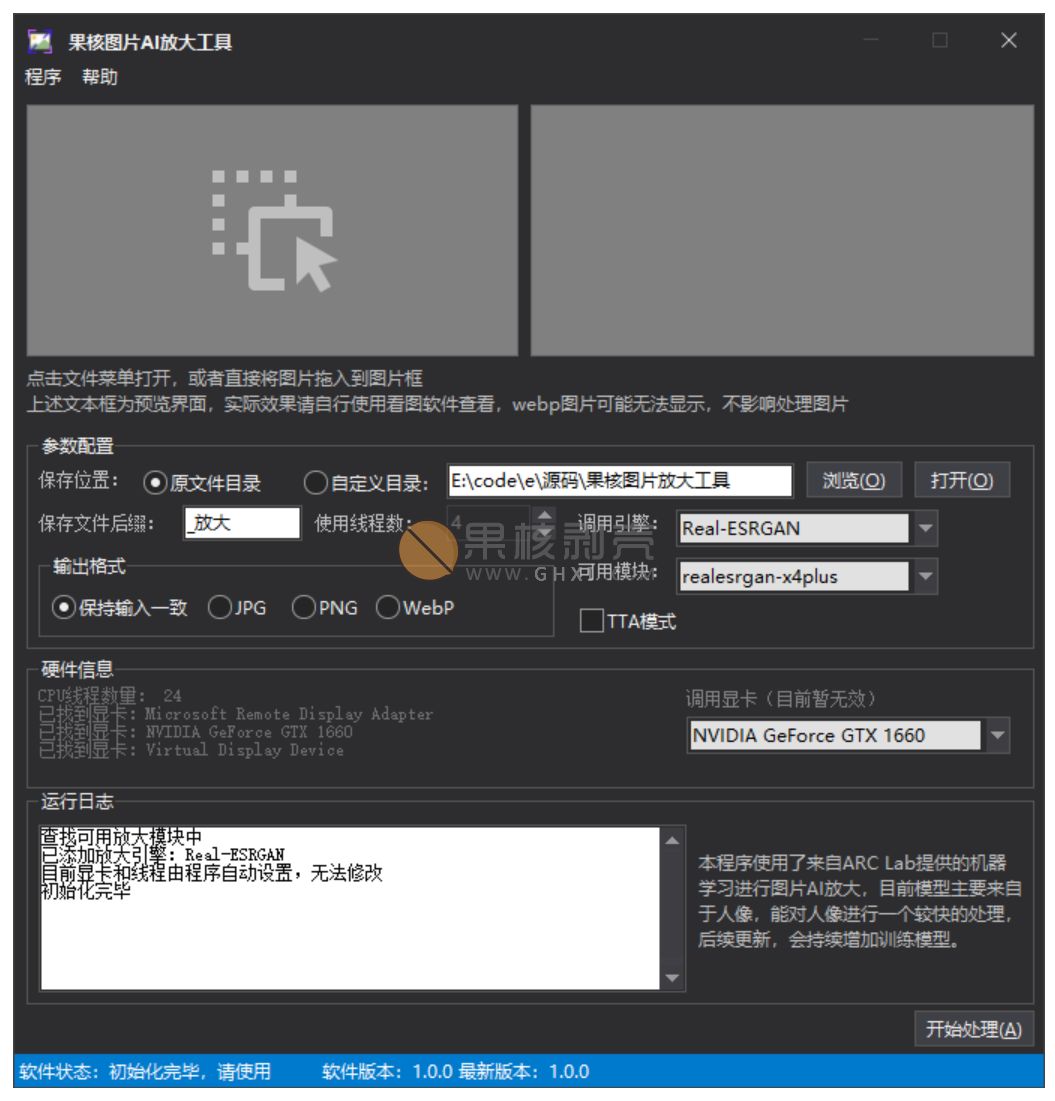 果核图片AI放大工具
程序 帮助
点击文件菜单打开，或者直接将图片拖入到图片框
上述文本框为预览界面，实际效果请自行使用看图软件查看，webp图片可能无法显示，不影响处理图片
参数配置
保存位置： 原文件目录 自定义目录： E:\code\e\源码\果核图片放大工具 浏览(O) 打开(O)
保存文件后缀： _放大 使用线程数： 4 调用引擎： Real-ESRGAN
果核剥壳
WWW.GHX
输出格式 可用模块： realesrgan-x4plus
保持输入一致 JPG PNG WebP TTA模式
硬件信息
CPU线程数量： 24
已找到显卡：Microsoft Remote Display Adapter
已找到显卡：NVIDIA GeForce GTX 1660
已找到显卡：Virtual Display Device
调用显卡（目前暂无效）
NVIDIA GeForce GTX 1660
运行日志
查找可用放大模块中
已添加放大引擎：Real-ESRGAN
目前显卡和线程由程序自动设置，无法修改
初始化完毕
本程序使用了来自ARC Lab提供的机器
学习进行图片AI放大，目前模型主要来自
于人像，能对人像进行一个较快的处理，
后续更新，会持续增加训练模型。
开始处理(A)
软件状态：初始化完毕，请使用 软件版本：1.0.0 最新版本：1.0.0